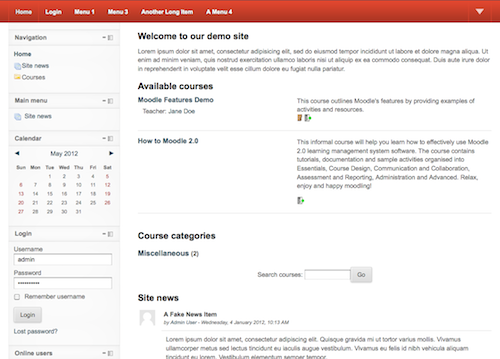 Home Login Menu 1 Menu 3 Another Long Item A Menu 4
Navigation
Home
Site news
Courses
Main menu
Site news
Calendar
May 2012
Sun Mon Tue Wed Thu Fri Sat
1 2 3 4 5
6 7 8 9 10 11 12
13 14 15 16 17 18 19
20 21 22 23 24 25 26
27 28 29 30 31
Login
Username
admin
Password
••••••••••
Remember username
Login
Lost password?
Online users
Welcome to our demo site
Lorem ipsum dolor sit amet, consectetur adipisicing elit, sed do eiusmod tempor incididunt ut labore et dolore magna aliqua. Ut
enim ad minim veniam, quis nostrud exercitation ullamco laboris nisi ut aliquip ex ea commodo consequat. Duis aute irure dolor
in reprehenderit in voluptate velit esse cillum dolore eu fugiat nulla pariatur.
Available courses
Moodle Features Demo
Teacher: Jane Doe
This course outlines Moodle's features by providing examples of
activities and resources.
How to Moodle 2.0
This informal course will help you learn how to effectively use Moodle
2.0 learning management system software. The course contains
tutorials, documentation and sample activities organised into
Essentials, Course Design, Communication and Collaboration,
Assessment and Reporting, Administration and Advanced. Relax,
enjoy and happy moodling!
Course categories
Miscellaneous (2)
Search courses: Go
Site news
A Fake News Item
by Admin User - Wednesday, 4 January 2012, 10:13 AM
Lorem ipsum dolor sit amet, consectetur adipiscing elit. Quisque gravida mi ut tortor varius mattis. Vivamus
ullamcorper metus sed lectus tincidunt eu iaculis augue vestibulum. Vivamus eu felis id nibh vehicula aliquam
tincidunt et lorem. Vestibulum elementum semper tempor.